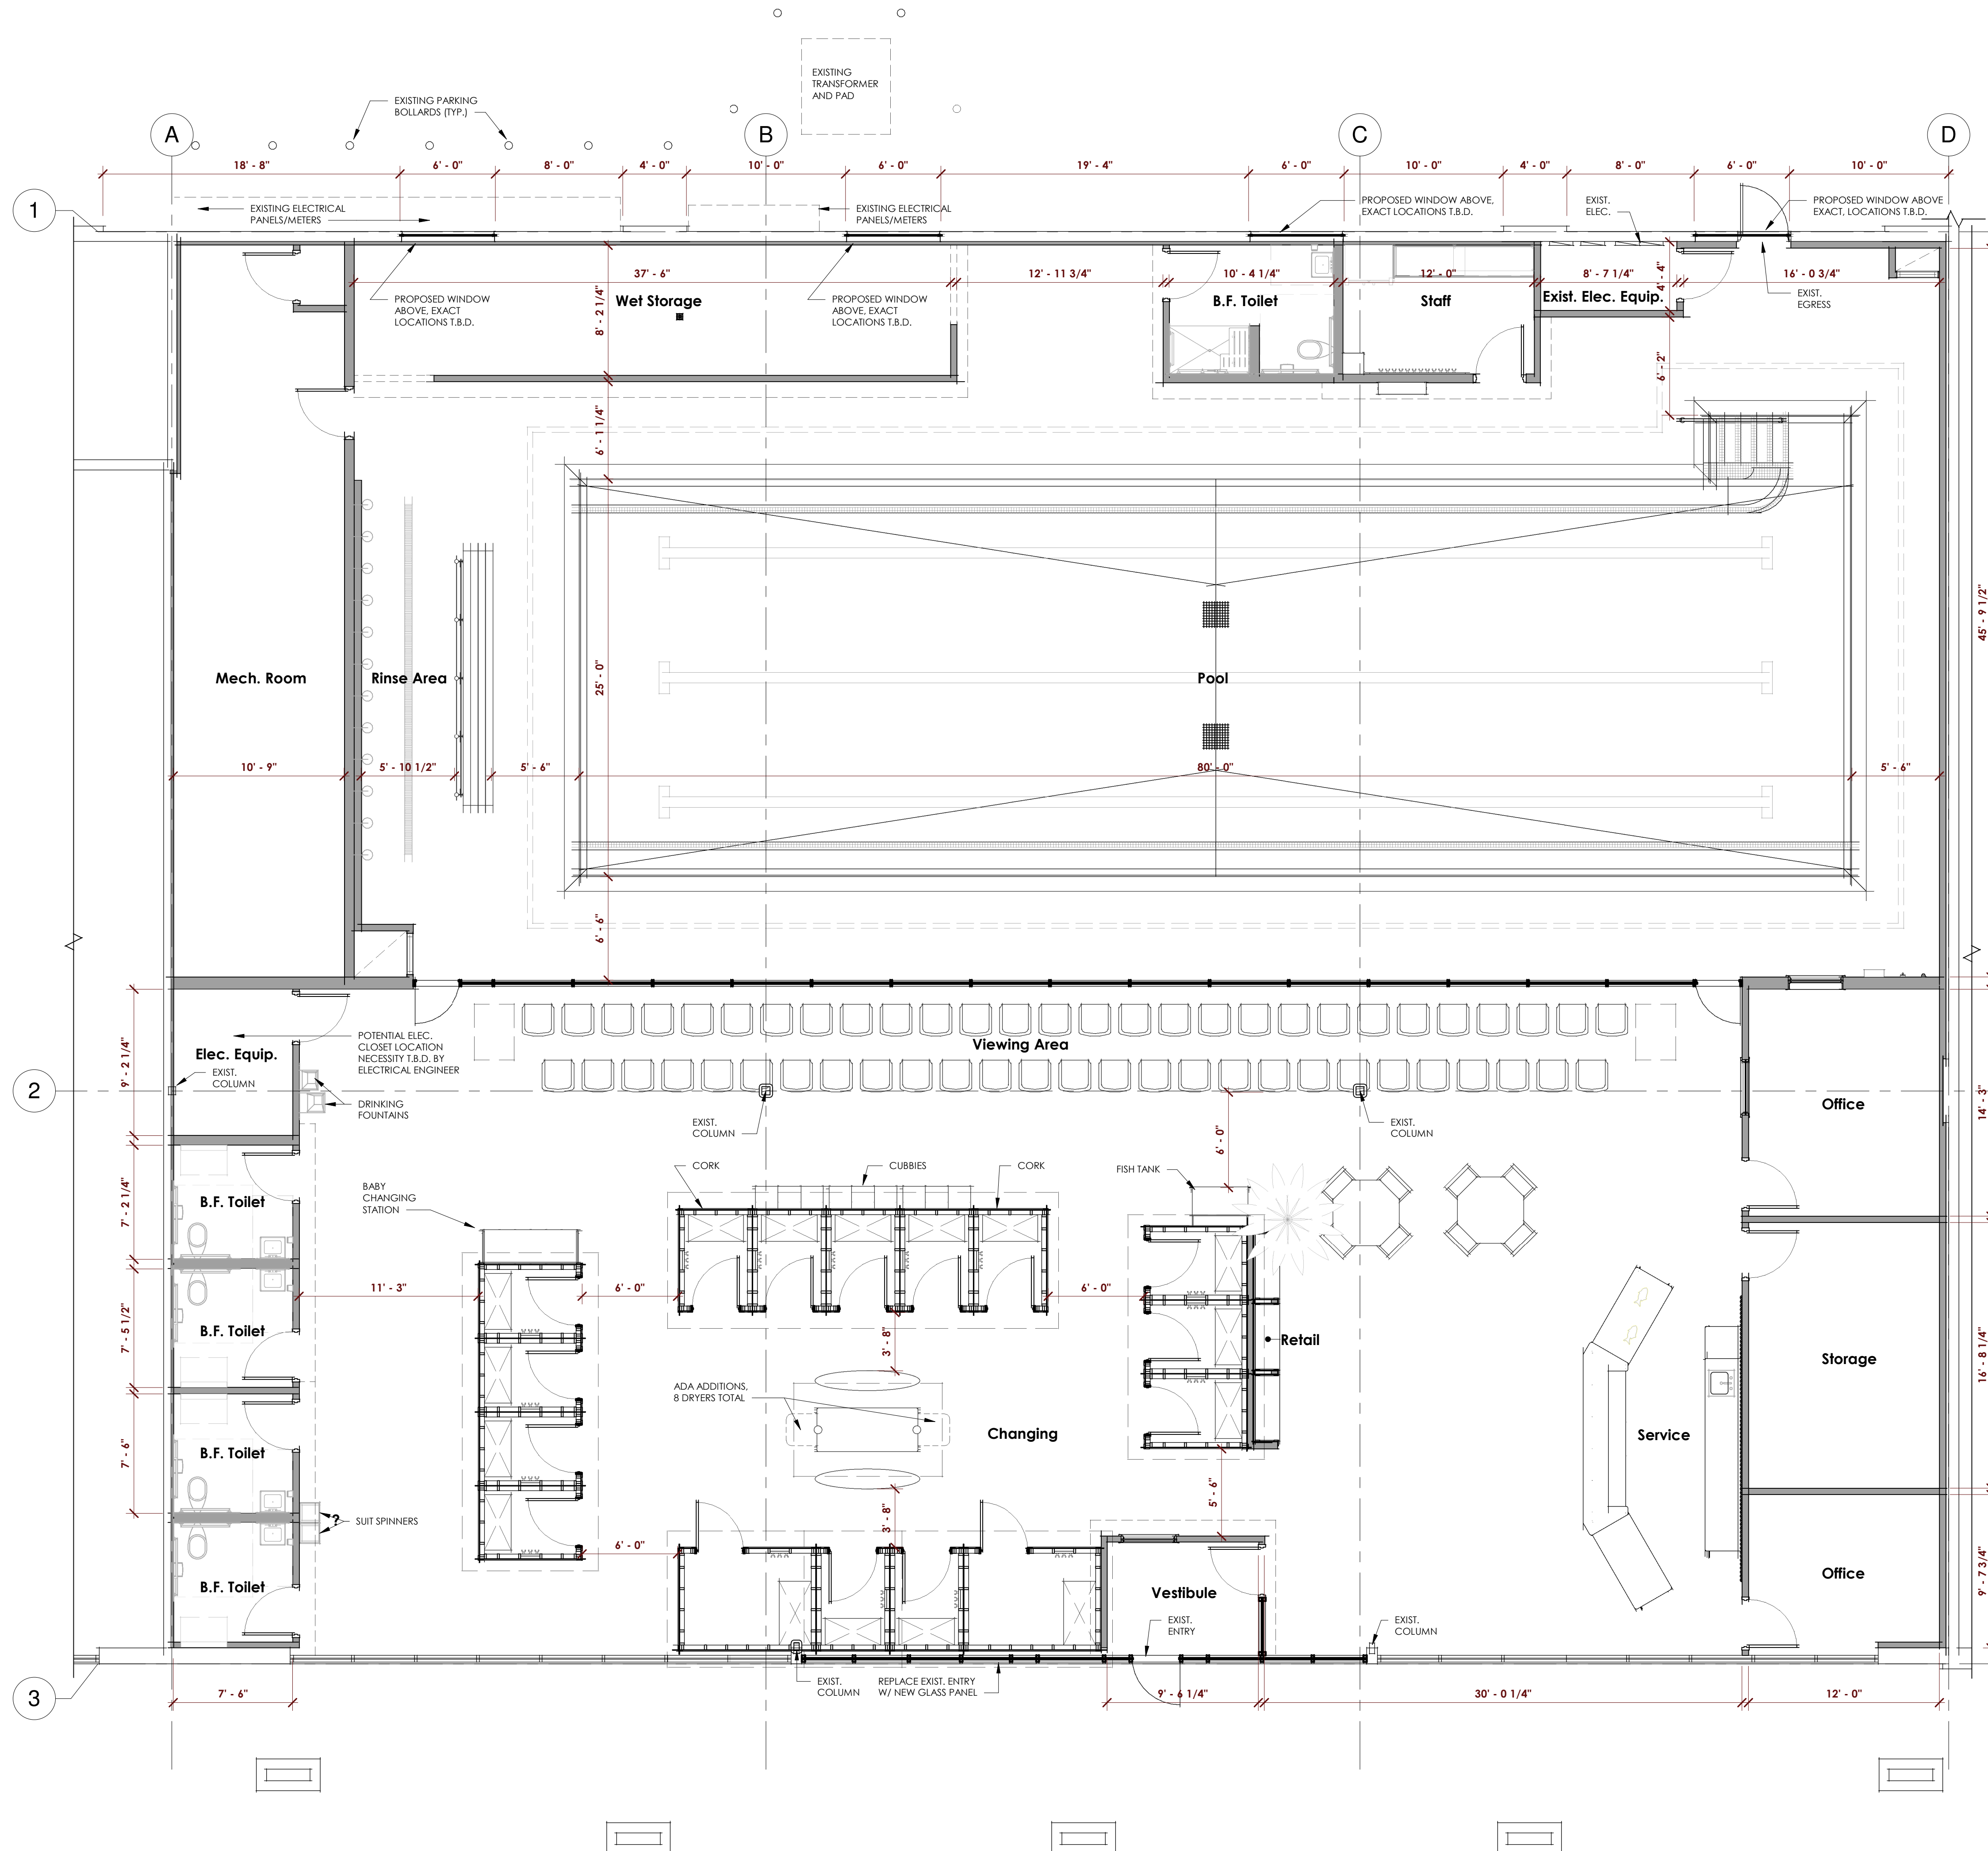 EXISTING
TRANSFORMER
AND PAD
EXISTING PARKING
BOLLARDS (TYP.)
A
B
C
D
18' - 8"
6' - 0"
8' - 0"
4' - 0"
10' - 0"
6' - 0"
19' - 4"
6' - 0"
10' - 0"
4' - 0"
8' - 0"
6' - 0"
10' - 0"
1
EXISTING ELECTRICAL
PANELS/METERS
EXISTING ELECTRICAL
PANELS/METERS
PROPOSED WINDOW ABOVE,
EXACT LOCATIONS T.B.D.
EXIST.
ELEC.
PROPOSED WINDOW ABOVE
EXACT, LOCATIONS T.B.D.
37' - 6"
12' - 11 3/4"
10' - 4 1/4"
12' - 0"
8' - 7 1/4"
4' - 4"
16' - 0 3/4"
PROPOSED WINDOW
ABOVE, EXACT
LOCATIONS T.B.D.
Wet Storage
8' - 2 1/4"
PROPOSED WINDOW
ABOVE, EXACT
LOCATIONS T.B.D.
B.F. Toilet
Staff
Exist. Elec. Equip.
EXIST.
EGRESS
6' - 2"
6' - 11 1/4"
45' - 9 1/2"
Mech. Room
Rinse Area
25' - 0"
Pool
10' - 9"
5' - 10 1/2"
5' - 6"
80' - 0"
5' - 6"
6' - 6"
POTENTIAL ELEC.
CLOSET LOCATION
NECESSITY T.B.D. BY
ELECTRICAL ENGINEER
Viewing Area
Elec. Equip.
9' - 2 1/4"
EXIST.
COLUMN
2
DRINKING
FOUNTAINS
EXIST.
COLUMN
EXIST.
COLUMN
Office
14' - 3"
6' - 0"
CORK
CUBBIES
CORK
FISH TANK
BABY
CHANGING
STATION
7' - 2 1/4"
B.F. Toilet
11' - 3"
6' - 0"
6' - 0"
7' - 5 1/2"
B.F. Toilet
3' - 8"
Retail
Storage
16' - 8 1/4"
ADA ADDITIONS,
8 DRYERS TOTAL
Changing
Service
7' - 6"
B.F. Toilet
5' - 6"
3' - 8"
?
SUIT SPINNERS
6' - 0"
B.F. Toilet
Vestibule
Office
9' - 7 3/4"
EXIST.
ENTRY
EXIST.
COLUMN
3
EXIST.
COLUMN
REPLACE EXIST. ENTRY
W/ NEW GLASS PANEL
7' - 6"
9' - 6 1/4"
30' - 0 1/4"
12' - 0"